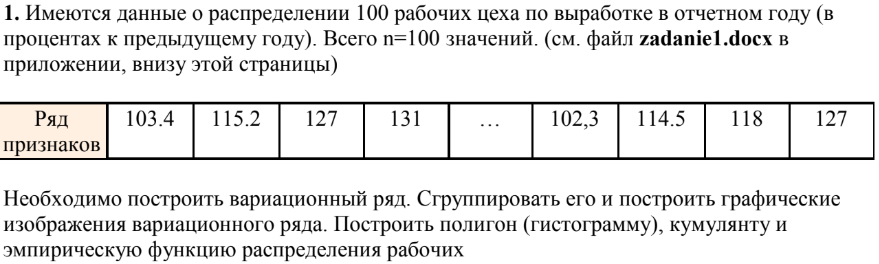 1. Имеются данные о распределении 100 рабочих цеха по выработке в отчетном году (в
процентах к предыдущему году). Всего n=100 значений. (см. файл zadanie1.docx в
приложении, внизу этой страницы)
Ряд признаков 103.4 115.2 127 131 … 102,3 114.5 118 127
Необходимо построить вариационный ряд. Сгруппировать его и построить графические
изображения вариационного ряда. Построить полигон (гистограмму), кумулянту и
эмпирическую функцию распределения рабочих